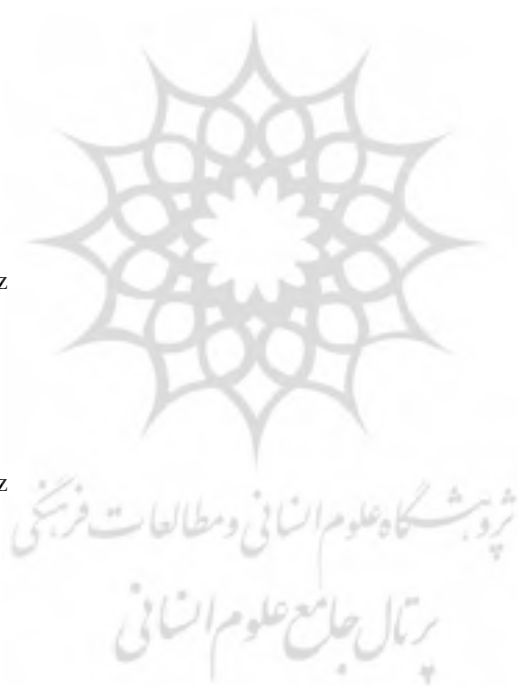 z
z
پژوهشگاه علوم انسانی و مطالعات فرهنگی
پرتال جامع علوم انسانی